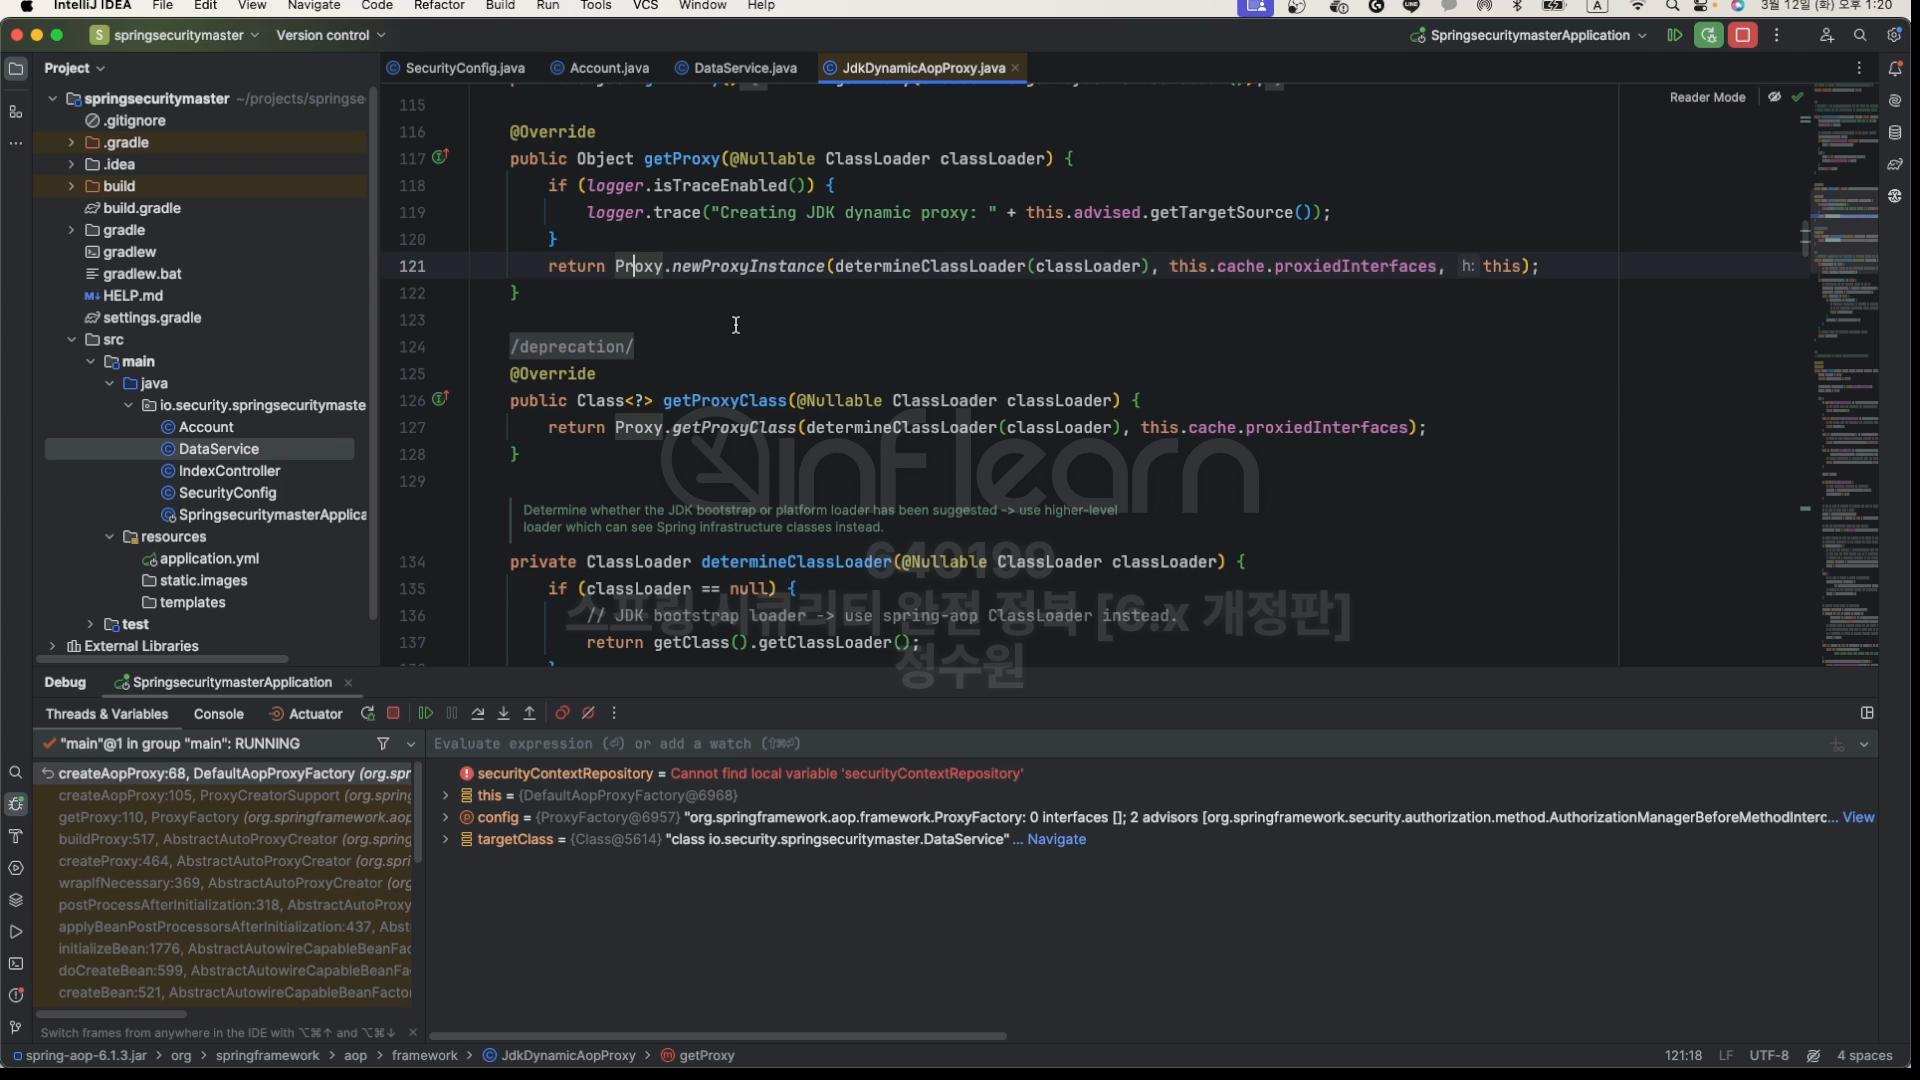 IntelliJ IDEA File Edit View Navigate Code Refactor Build Run Tools VCS Window Help
A 3월 12일 (화) 오후 1:20
S springsecuritymaster Version control
SpringsecuritymasterApplication
Project
SecurityConfig.java Account.java DataService.java JdkDynamicAopProxy.java
Reader Mode
springsecuritymaster ~/projects/springse
.gitignore
.gradle
.idea
build
build.gradle
gradle
gradlew
gradlew.bat
HELP.md
settings.gradle
src
main
java
io.security.springsecuritymaste
Account
DataService
IndexController
SecurityConfig
SpringsecuritymasterApplica
resources
application.yml
static.images
templates
test
External Libraries
115
116 @Override
117 public Object getProxy(@Nullable ClassLoader classLoader) {
118 if (logger.isTraceEnabled()) {
119 logger.trace("Creating JDK dynamic proxy: " + this.advised.getTargetSource());
120 }
121 return Proxy.newProxyInstance(determineClassLoader(classLoader), this.cache.proxiedInterfaces, h: this);
122 }
123
124 /deprecation/
125 @Override
126 public Class<?> getProxyClass(@Nullable ClassLoader classLoader) {
127 return Proxy.getProxyClass(determineClassLoader(classLoader), this.cache.proxiedInterfaces);
128 }
129
Determine whether the JDK bootstrap or platform loader has been suggested -> use higher-level
loader which can see Spring infrastructure classes instead.
134 private ClassLoader determineClassLoader(@Nullable ClassLoader classLoader) {
135 if (classLoader == null) {
136 // JDK bootstrap loader -> use spring-aop ClassLoader instead.
137 return getClass().getClassLoader();
inflearn
640199
스프링 시큐리티 완전 정복 [6.x 개정판]
정수원
Debug SpringsecuritymasterApplication
Threads & Variables Console Actuator
"main"@1 in group "main": RUNNING
Evaluate expression (⏎) or add a watch (⇧⌘⏎)
createAopProxy:68, DefaultAopProxyFactory (org.spr
createAopProxy:105, ProxyCreatorSupport (org.spring
getProxy:110, ProxyFactory (org.springframework.aop
buildProxy:517, AbstractAutoProxyCreator (org.spring
createProxy:464, AbstractAutoProxyCreator (org.spri
wrapIfNecessary:369, AbstractAutoProxyCreator (org
postProcessAfterInitialization:318, AbstractAutoProxy
applyBeanPostProcessorsAfterInitialization:437, Abst
initializeBean:1776, AbstractAutowireCapableBeanFac
doCreateBean:599, AbstractAutowireCapableBeanFa
createBean:521, AbstractAutowireCapableBeanFacto
securityContextRepository = Cannot find local variable 'securityContextRepository'
this = {DefaultAopProxyFactory@6968}
config = {ProxyFactory@6957} "org.springframework.aop.framework.ProxyFactory: 0 interfaces []; 2 advisors [org.springframework.security.authorization.method.AuthorizationManagerBeforeMethodInterc... View
targetClass = {Class@5614} "class io.security.springsecuritymaster.DataService" ... Navigate
Switch frames from anywhere in the IDE with ⌥⌘↑ and ⌥⌘↓
spring-aop-6.1.3.jar > org > springframework > aop > framework > JdkDynamicAopProxy > getProxy
121:18 LF UTF-8 4 spaces